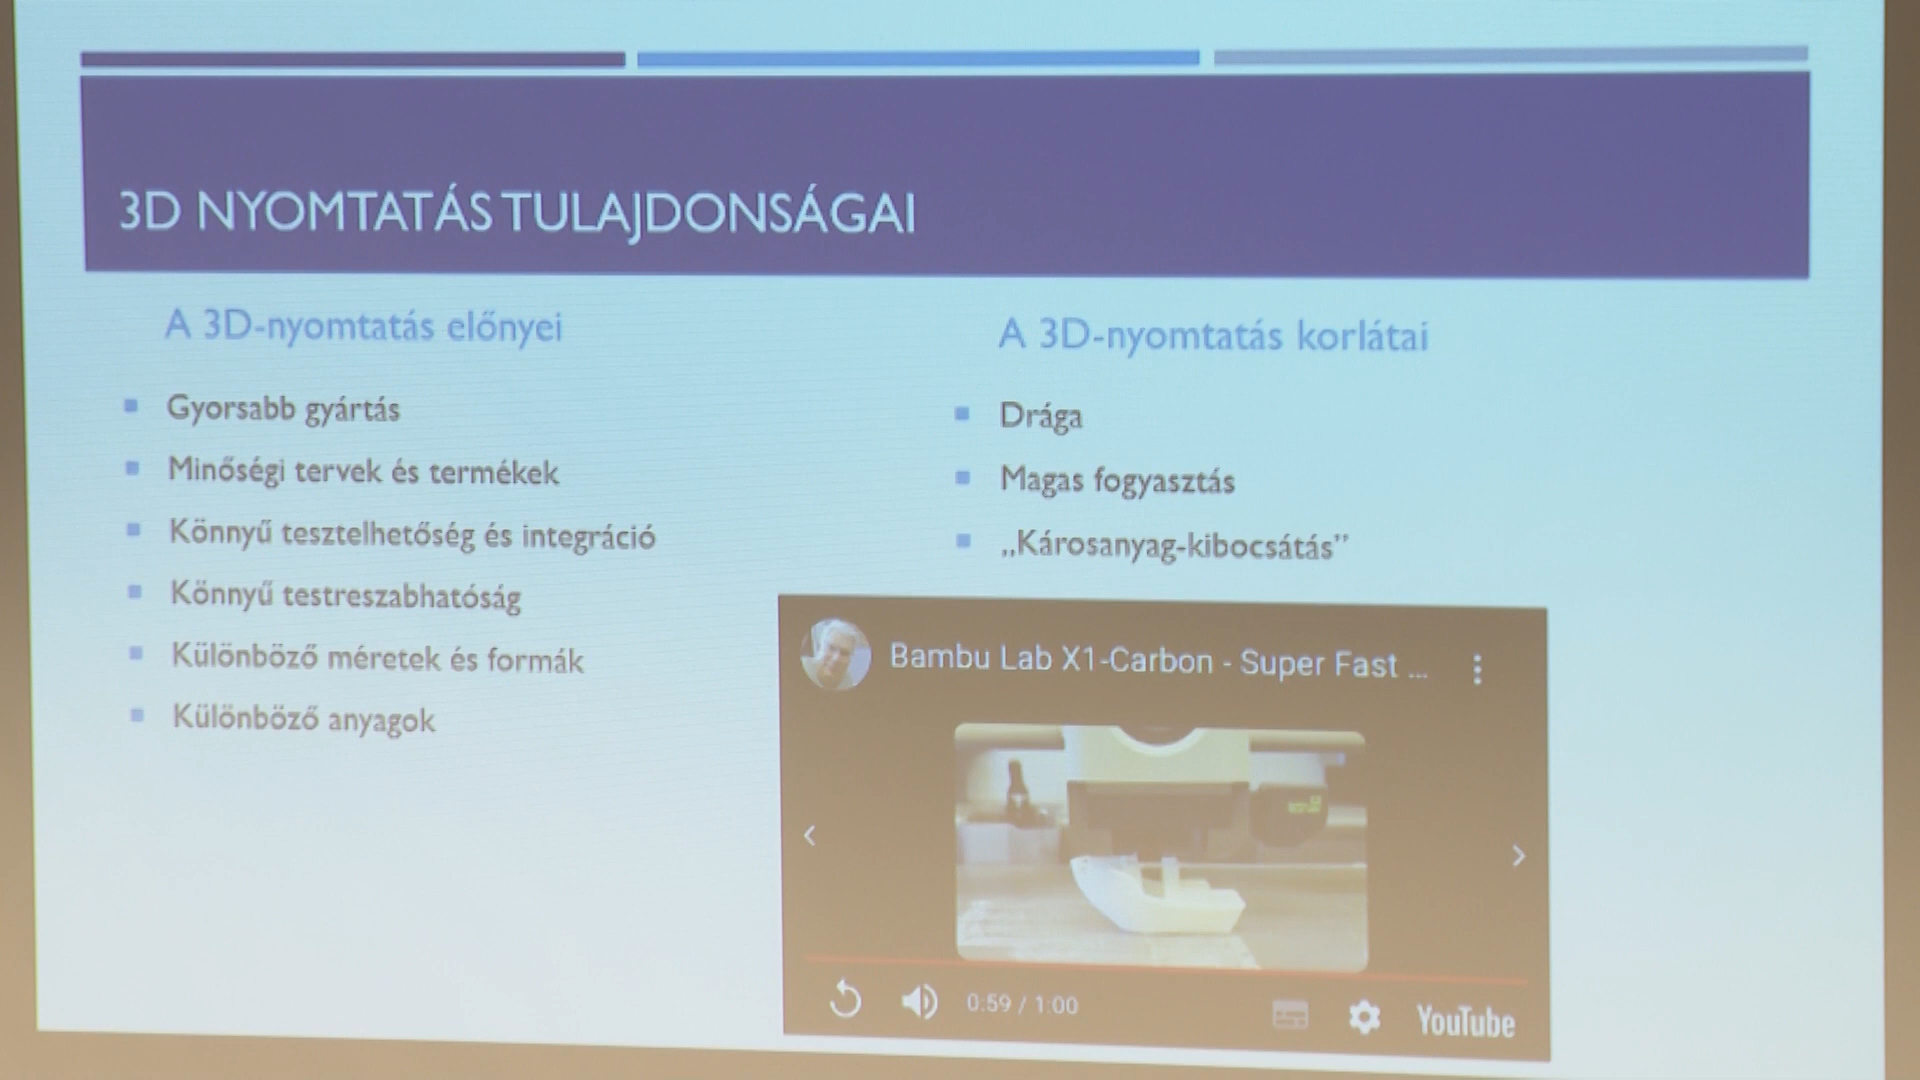 3D NYOMTATÁS TULAJDONSÁGAI
A 3D-nyomtatás előnyei
Gyorsabb gyártás
Minőségi tervek és termékek
Könnyű tesztelhetőség és integráció
Könnyű testreszabhatóság
Különböző méretek és formák
Különböző anyagok
A 3D-nyomtatás korlátai
Drága
Magas fogyasztás
„Károsanyag-kibocsátás”
Bambu Lab X1-Carbon - Super Fast ...
0:59 / 1:00
YouTube